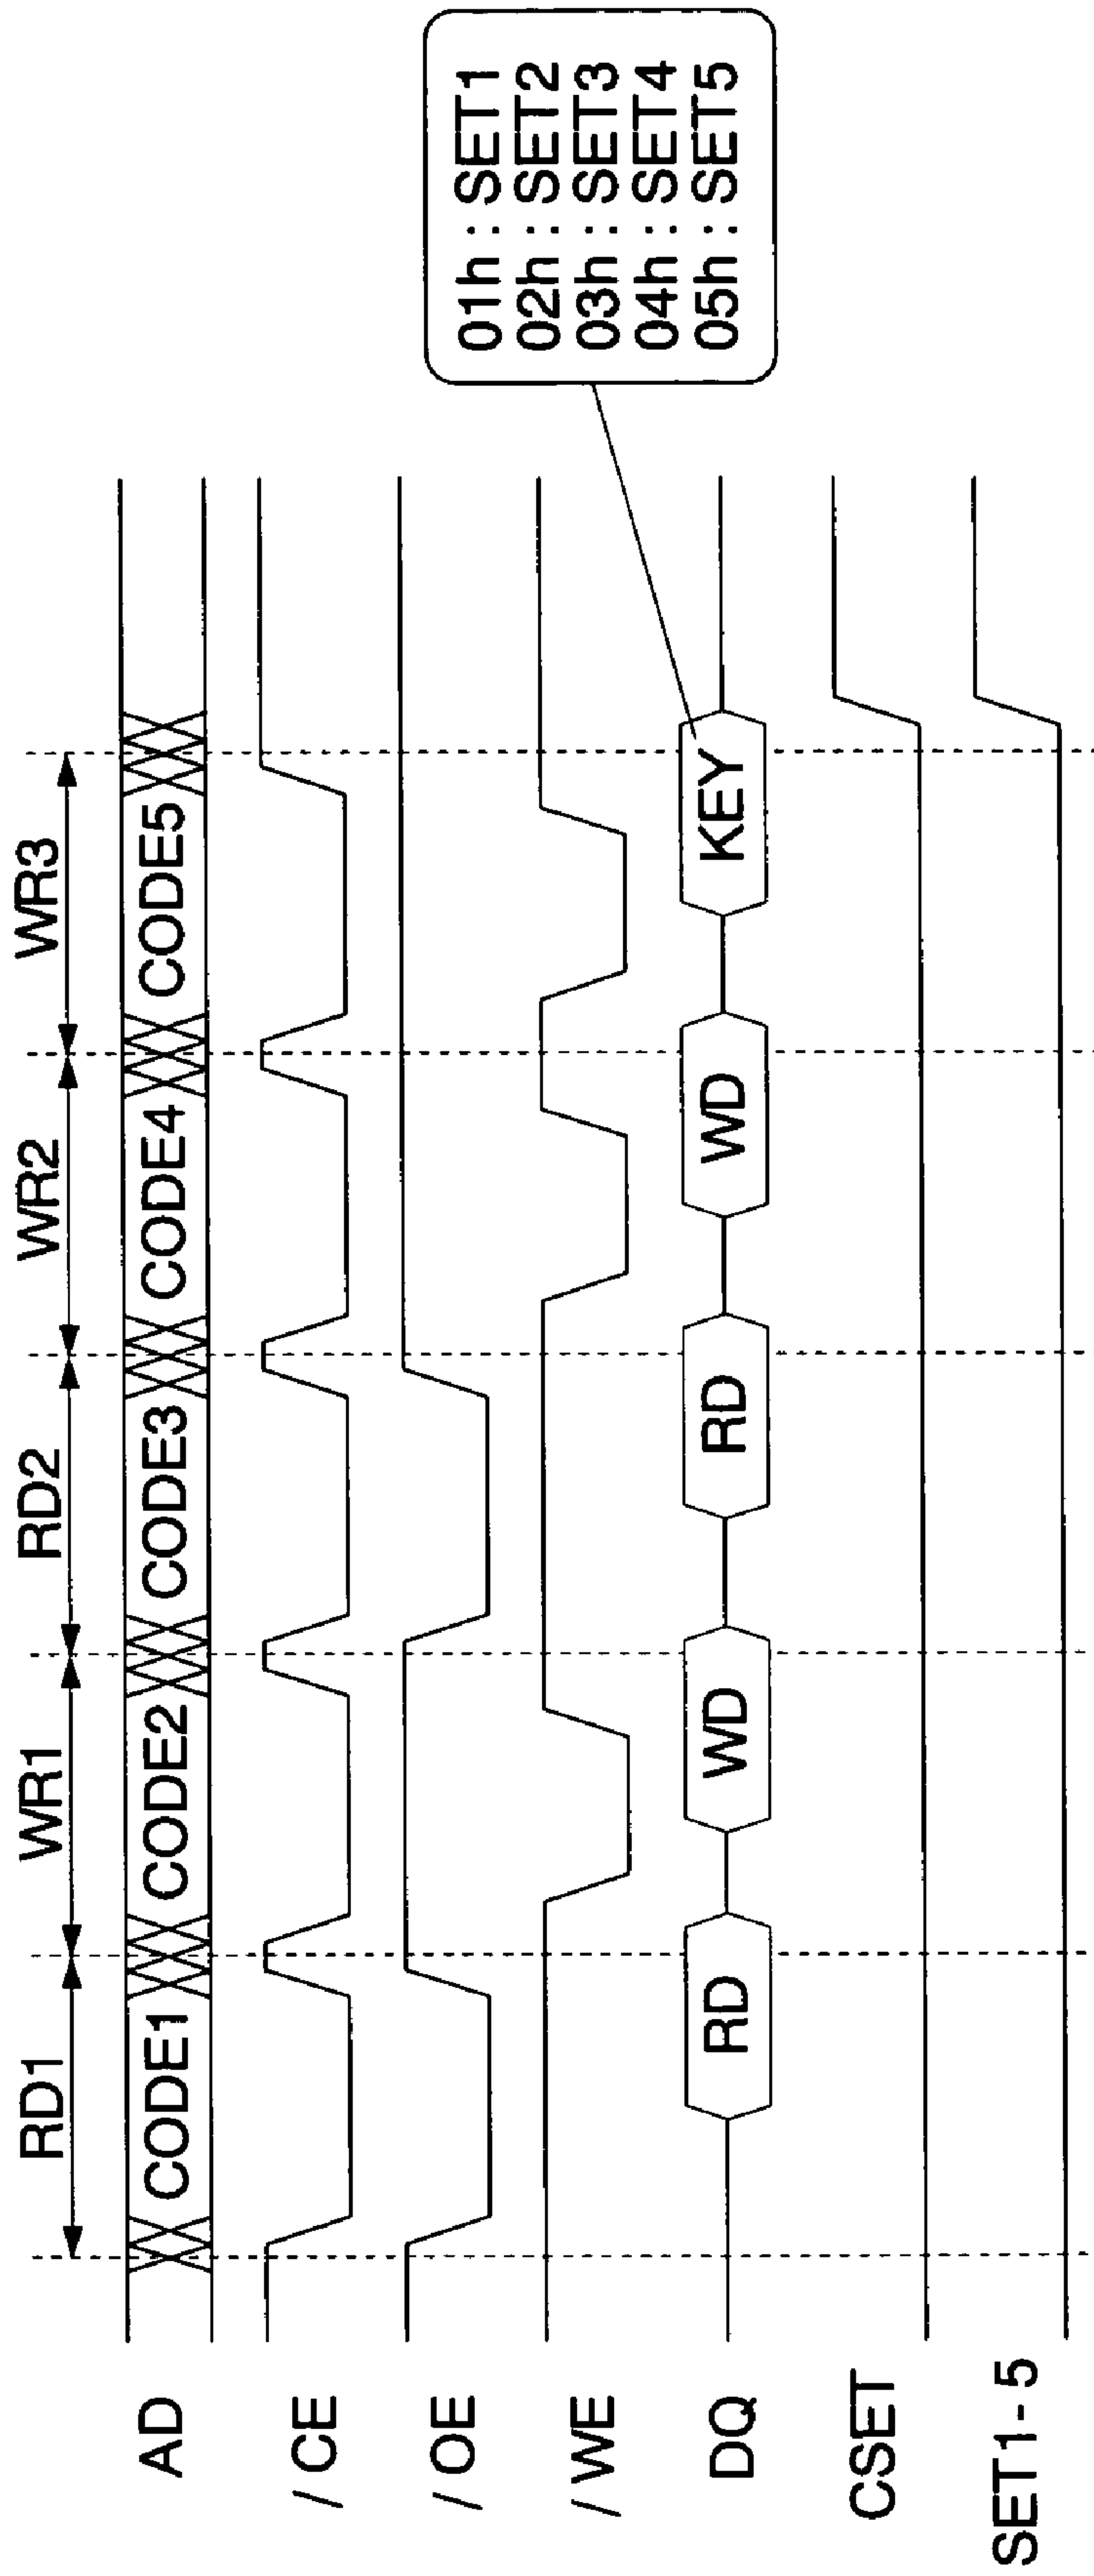 RD1 WR1 RD2 WR2 WR3
AD CODE1 CODE2 CODE3 CODE4 CODE5
/ CE
/ OE
/ WE
DQ RD WD RD WD KEY
CSET
SET1-5
01h : SET1
02h : SET2
03h : SET3
04h : SET4
05h : SET5